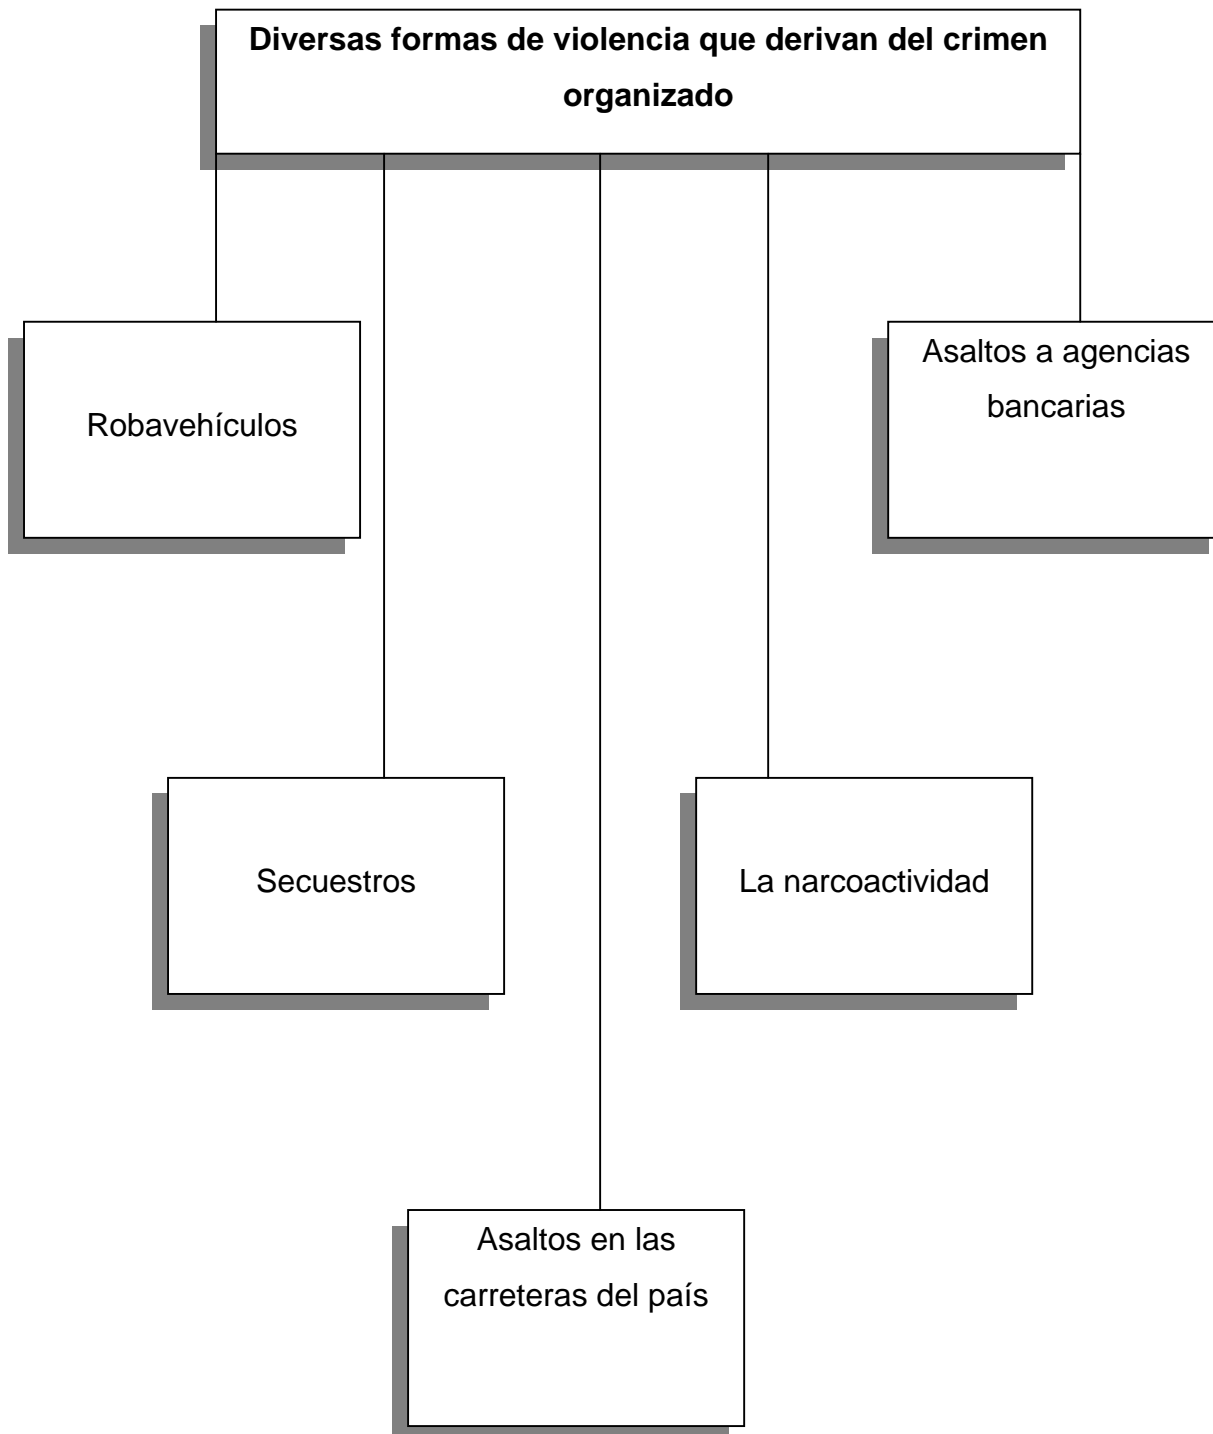 Diversas formas de violencia que derivan del crimen
organizado
Robavehículos
Asaltos a agencias
bancarias
Secuestros
La narcoactividad
Asaltos en las
carreteras del país